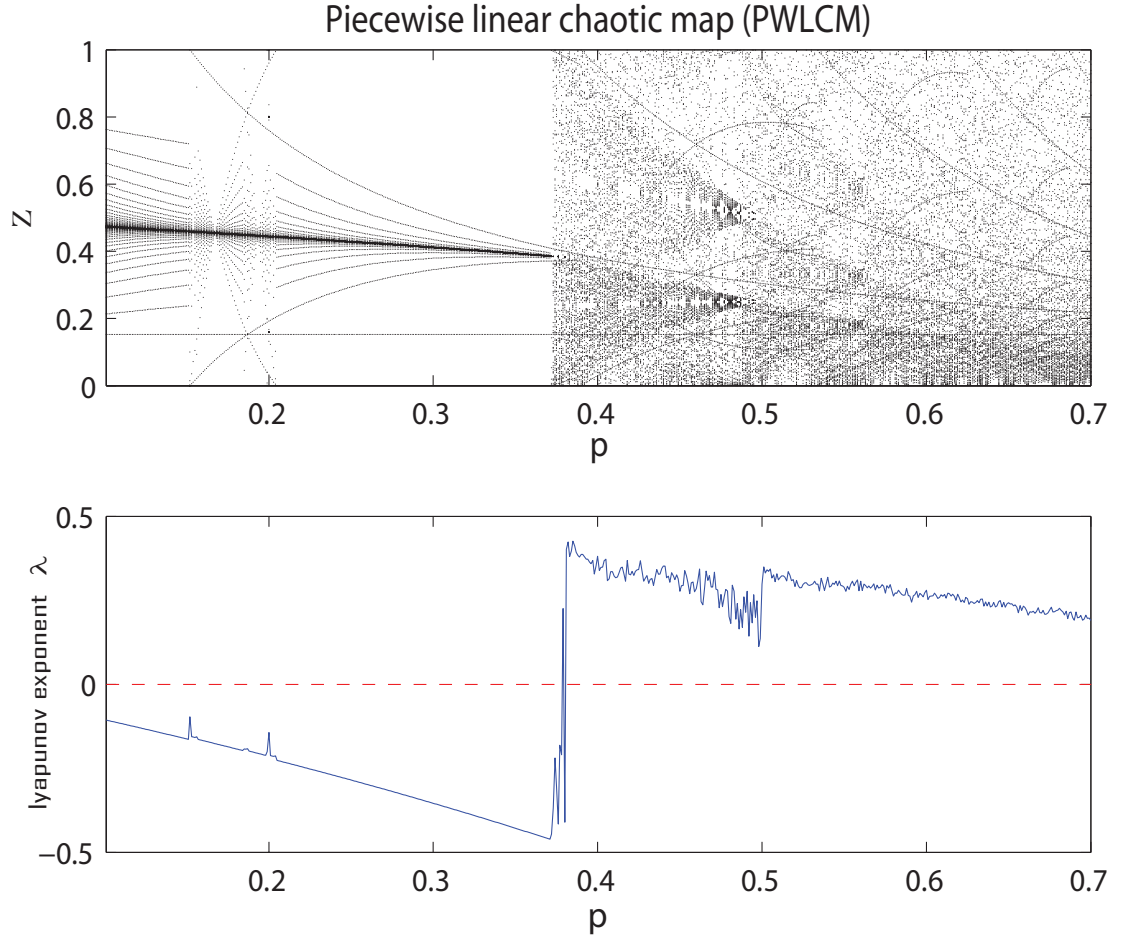 Piecewise linear chaotic map (PWLCM)
1
0.8
0.6
0.4
0.2
0
Z
0.2 0.3 0.4 0.5 0.6 0.7
p
0.5
0
−0.5
lyapunov exponent λ
0.2 0.3 0.4 0.5 0.6 0.7
p